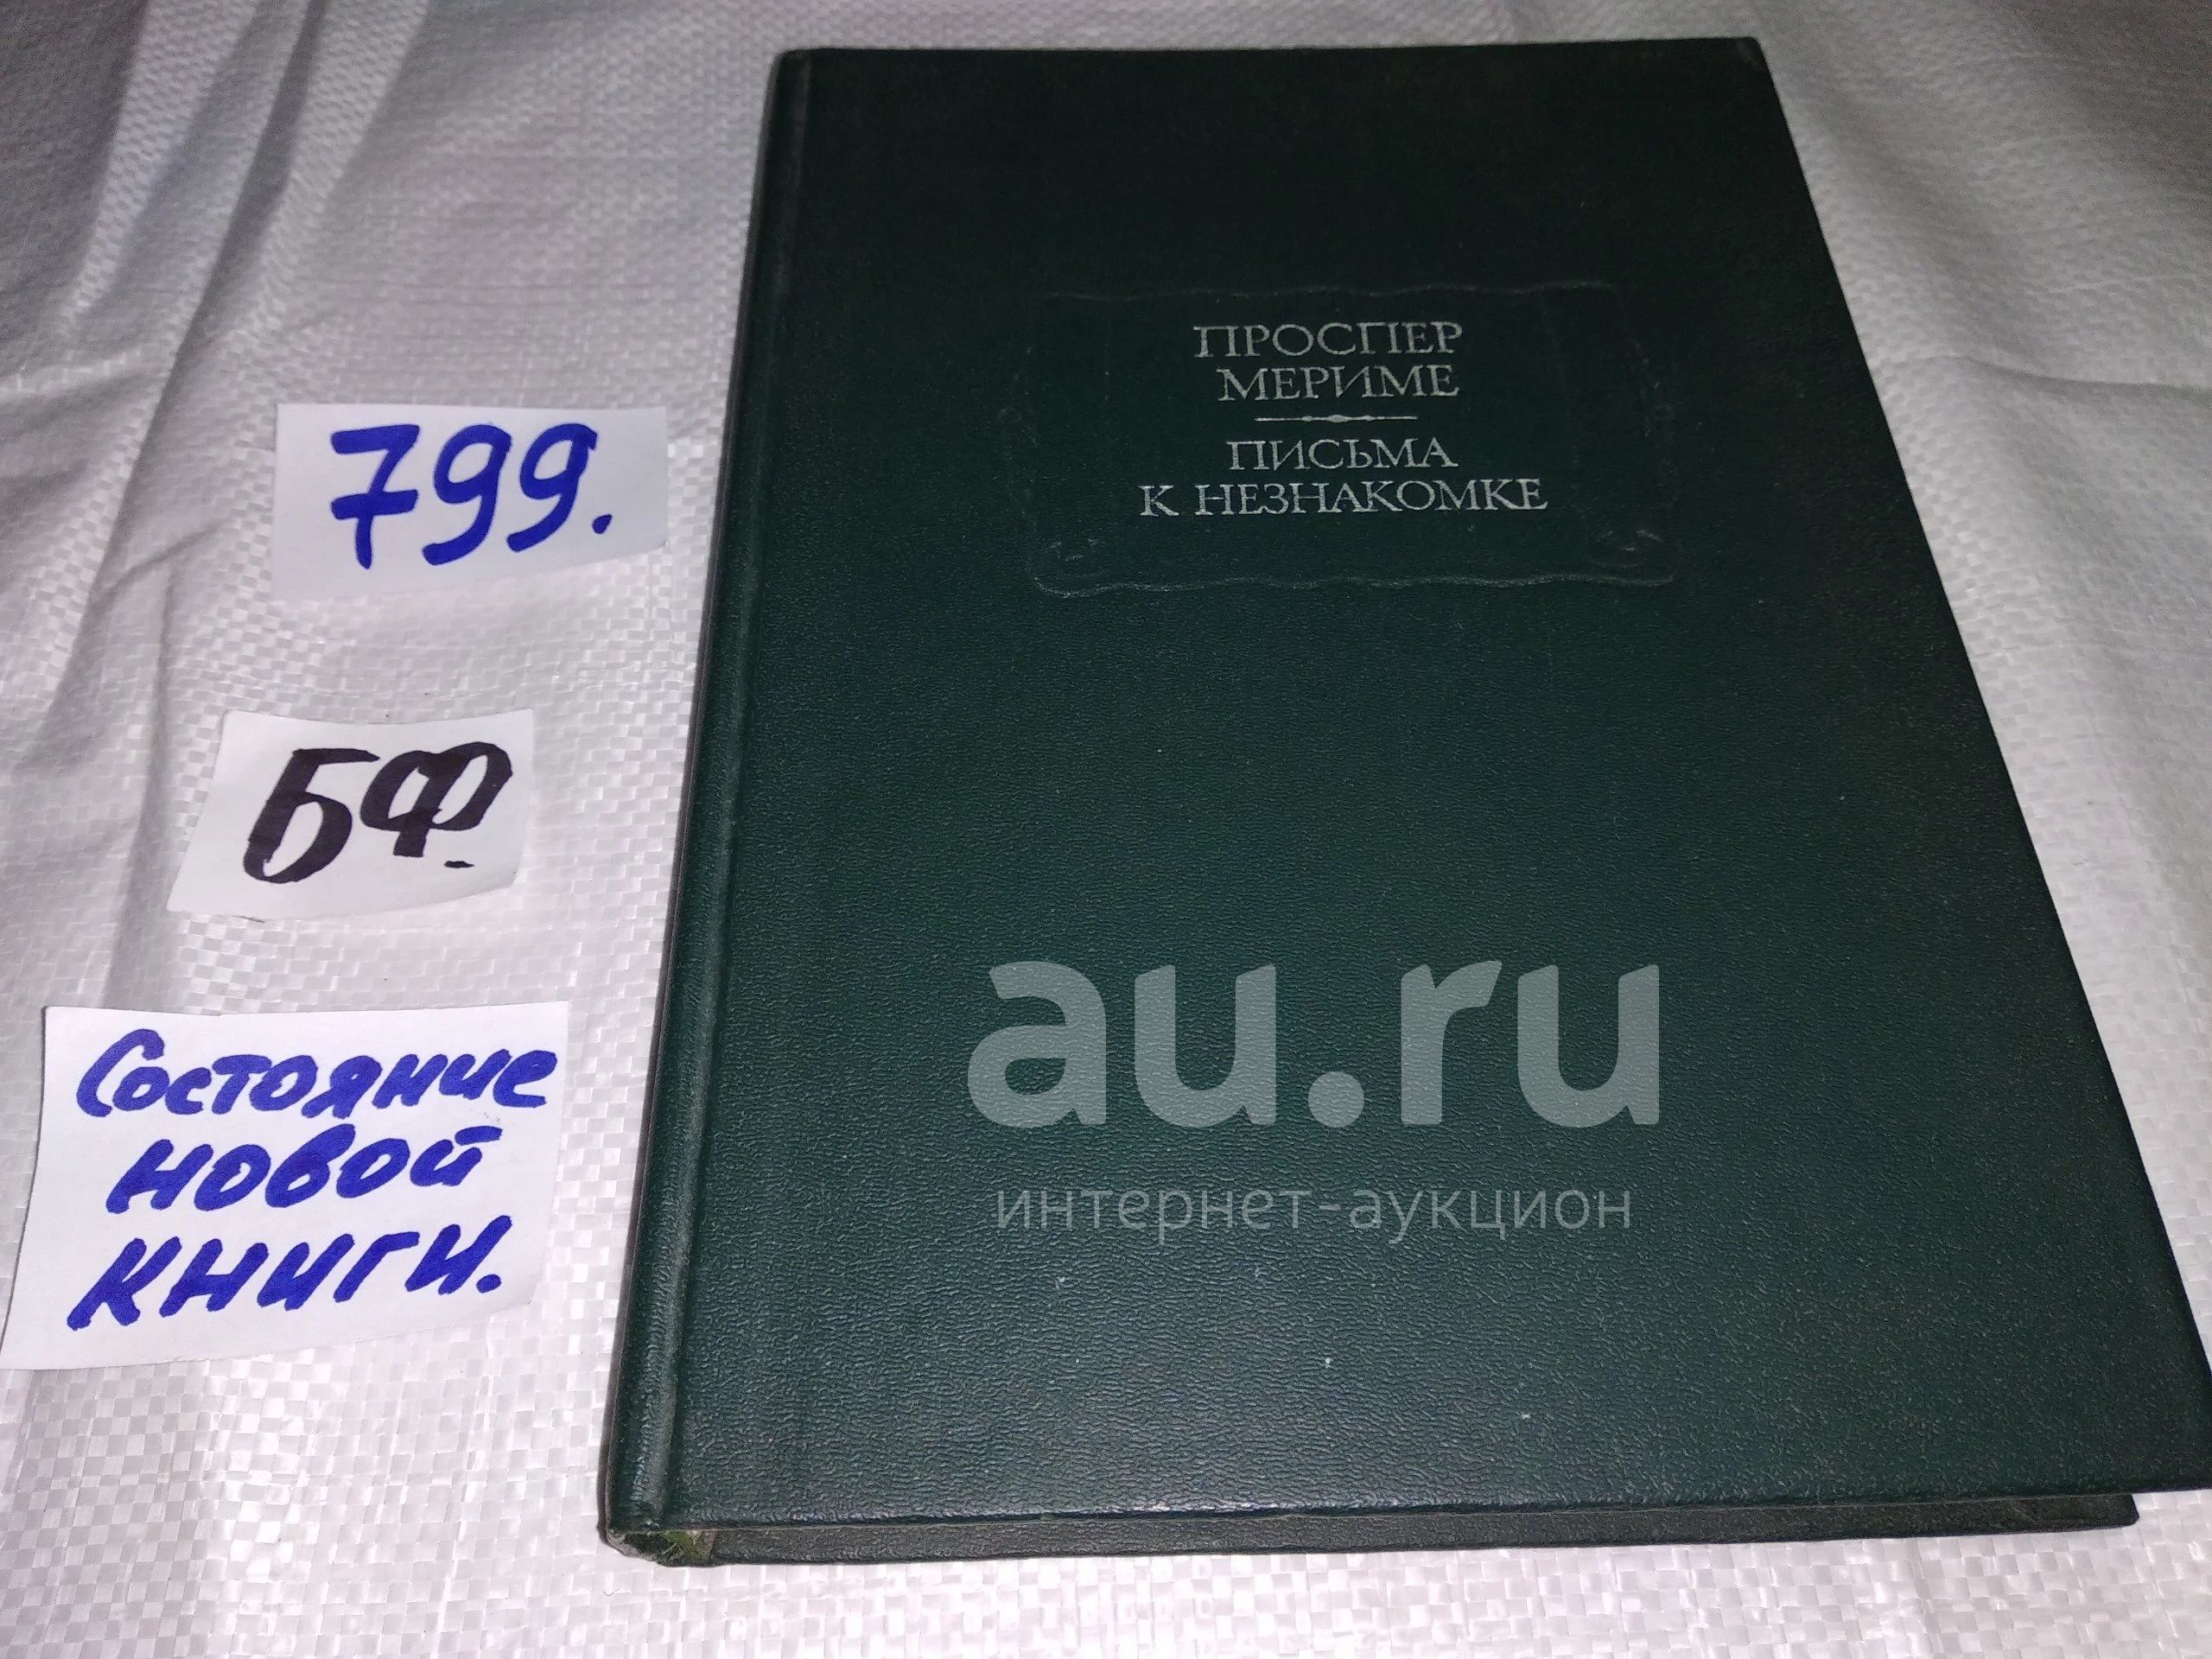 ПРОСПЕР
МЕРИМЕ
ПИСЬМА
К НЕЗНАКОМКЕ
799.
БФ.
Состояние
новой
книги.
au.ru
интернет-аукцион